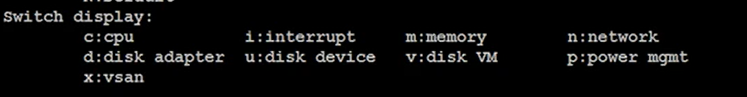 Switch display:
c:cpu i:interrupt m:memory n:network
d:disk adapter u:disk device v:disk VM p:power mgmt
x:vsan